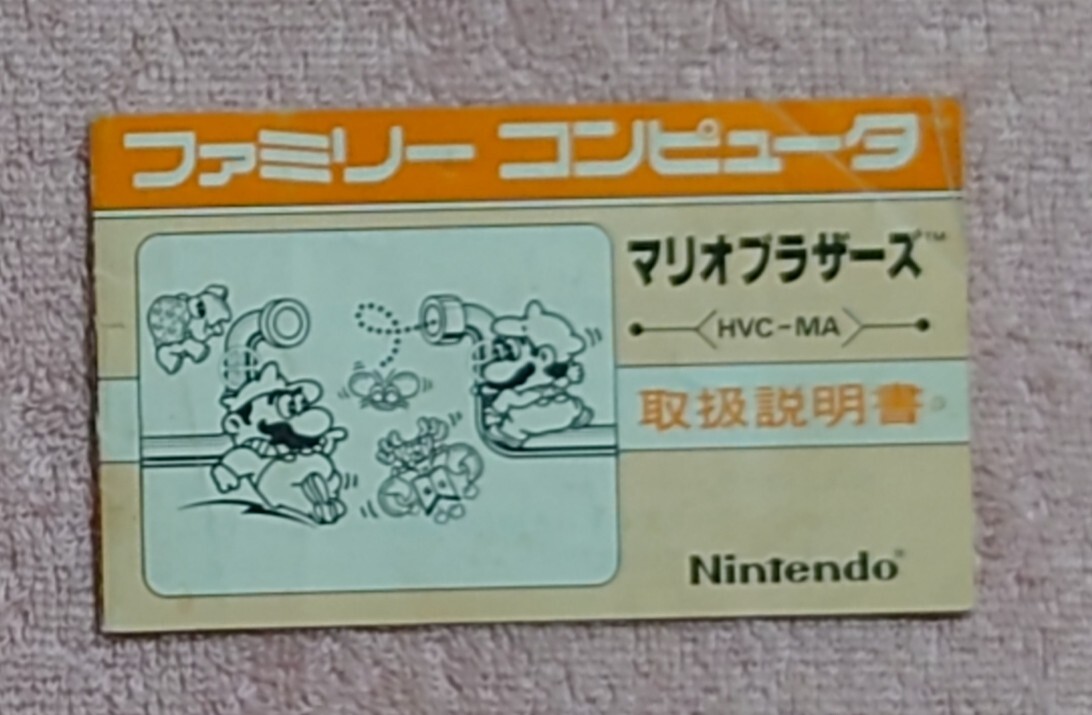 ファミリー コンピュータ
マリオブラザーズ™
HVC-MA
取扱説明書
Nintendo®